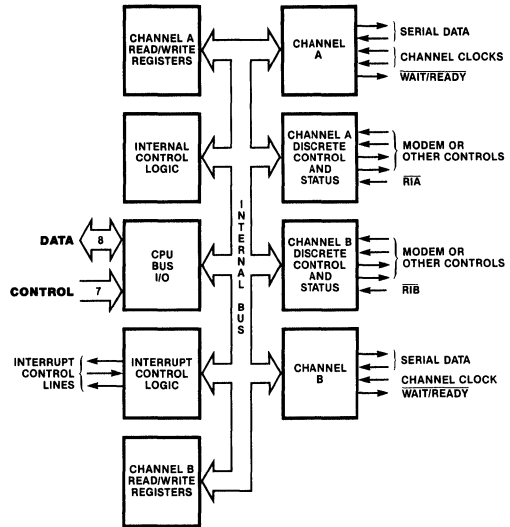 CHANNEL A
READ/WRITE
REGISTERS
CHANNEL
A
SERIAL DATA
CHANNEL CLOCKS
WAIT/READY
INTERNAL
CONTROL
LOGIC
CHANNEL A
DISCRETE
CONTROL
AND
STATUS
MODEM OR
OTHER CONTROLS
RIA
INTERNAL BUS
DATA
8
CONTROL
7
CPU
BUS
I/O
CHANNEL B
DISCRETE
CONTROL
AND
STATUS
MODEM OR
OTHER CONTROLS
RIB
INTERRUPT
CONTROL
LINES
INTERRUPT
CONTROL
LOGIC
CHANNEL
B
SERIAL DATA
CHANNEL CLOCK
WAIT/READY
CHANNEL B
READ/WRITE
REGISTERS